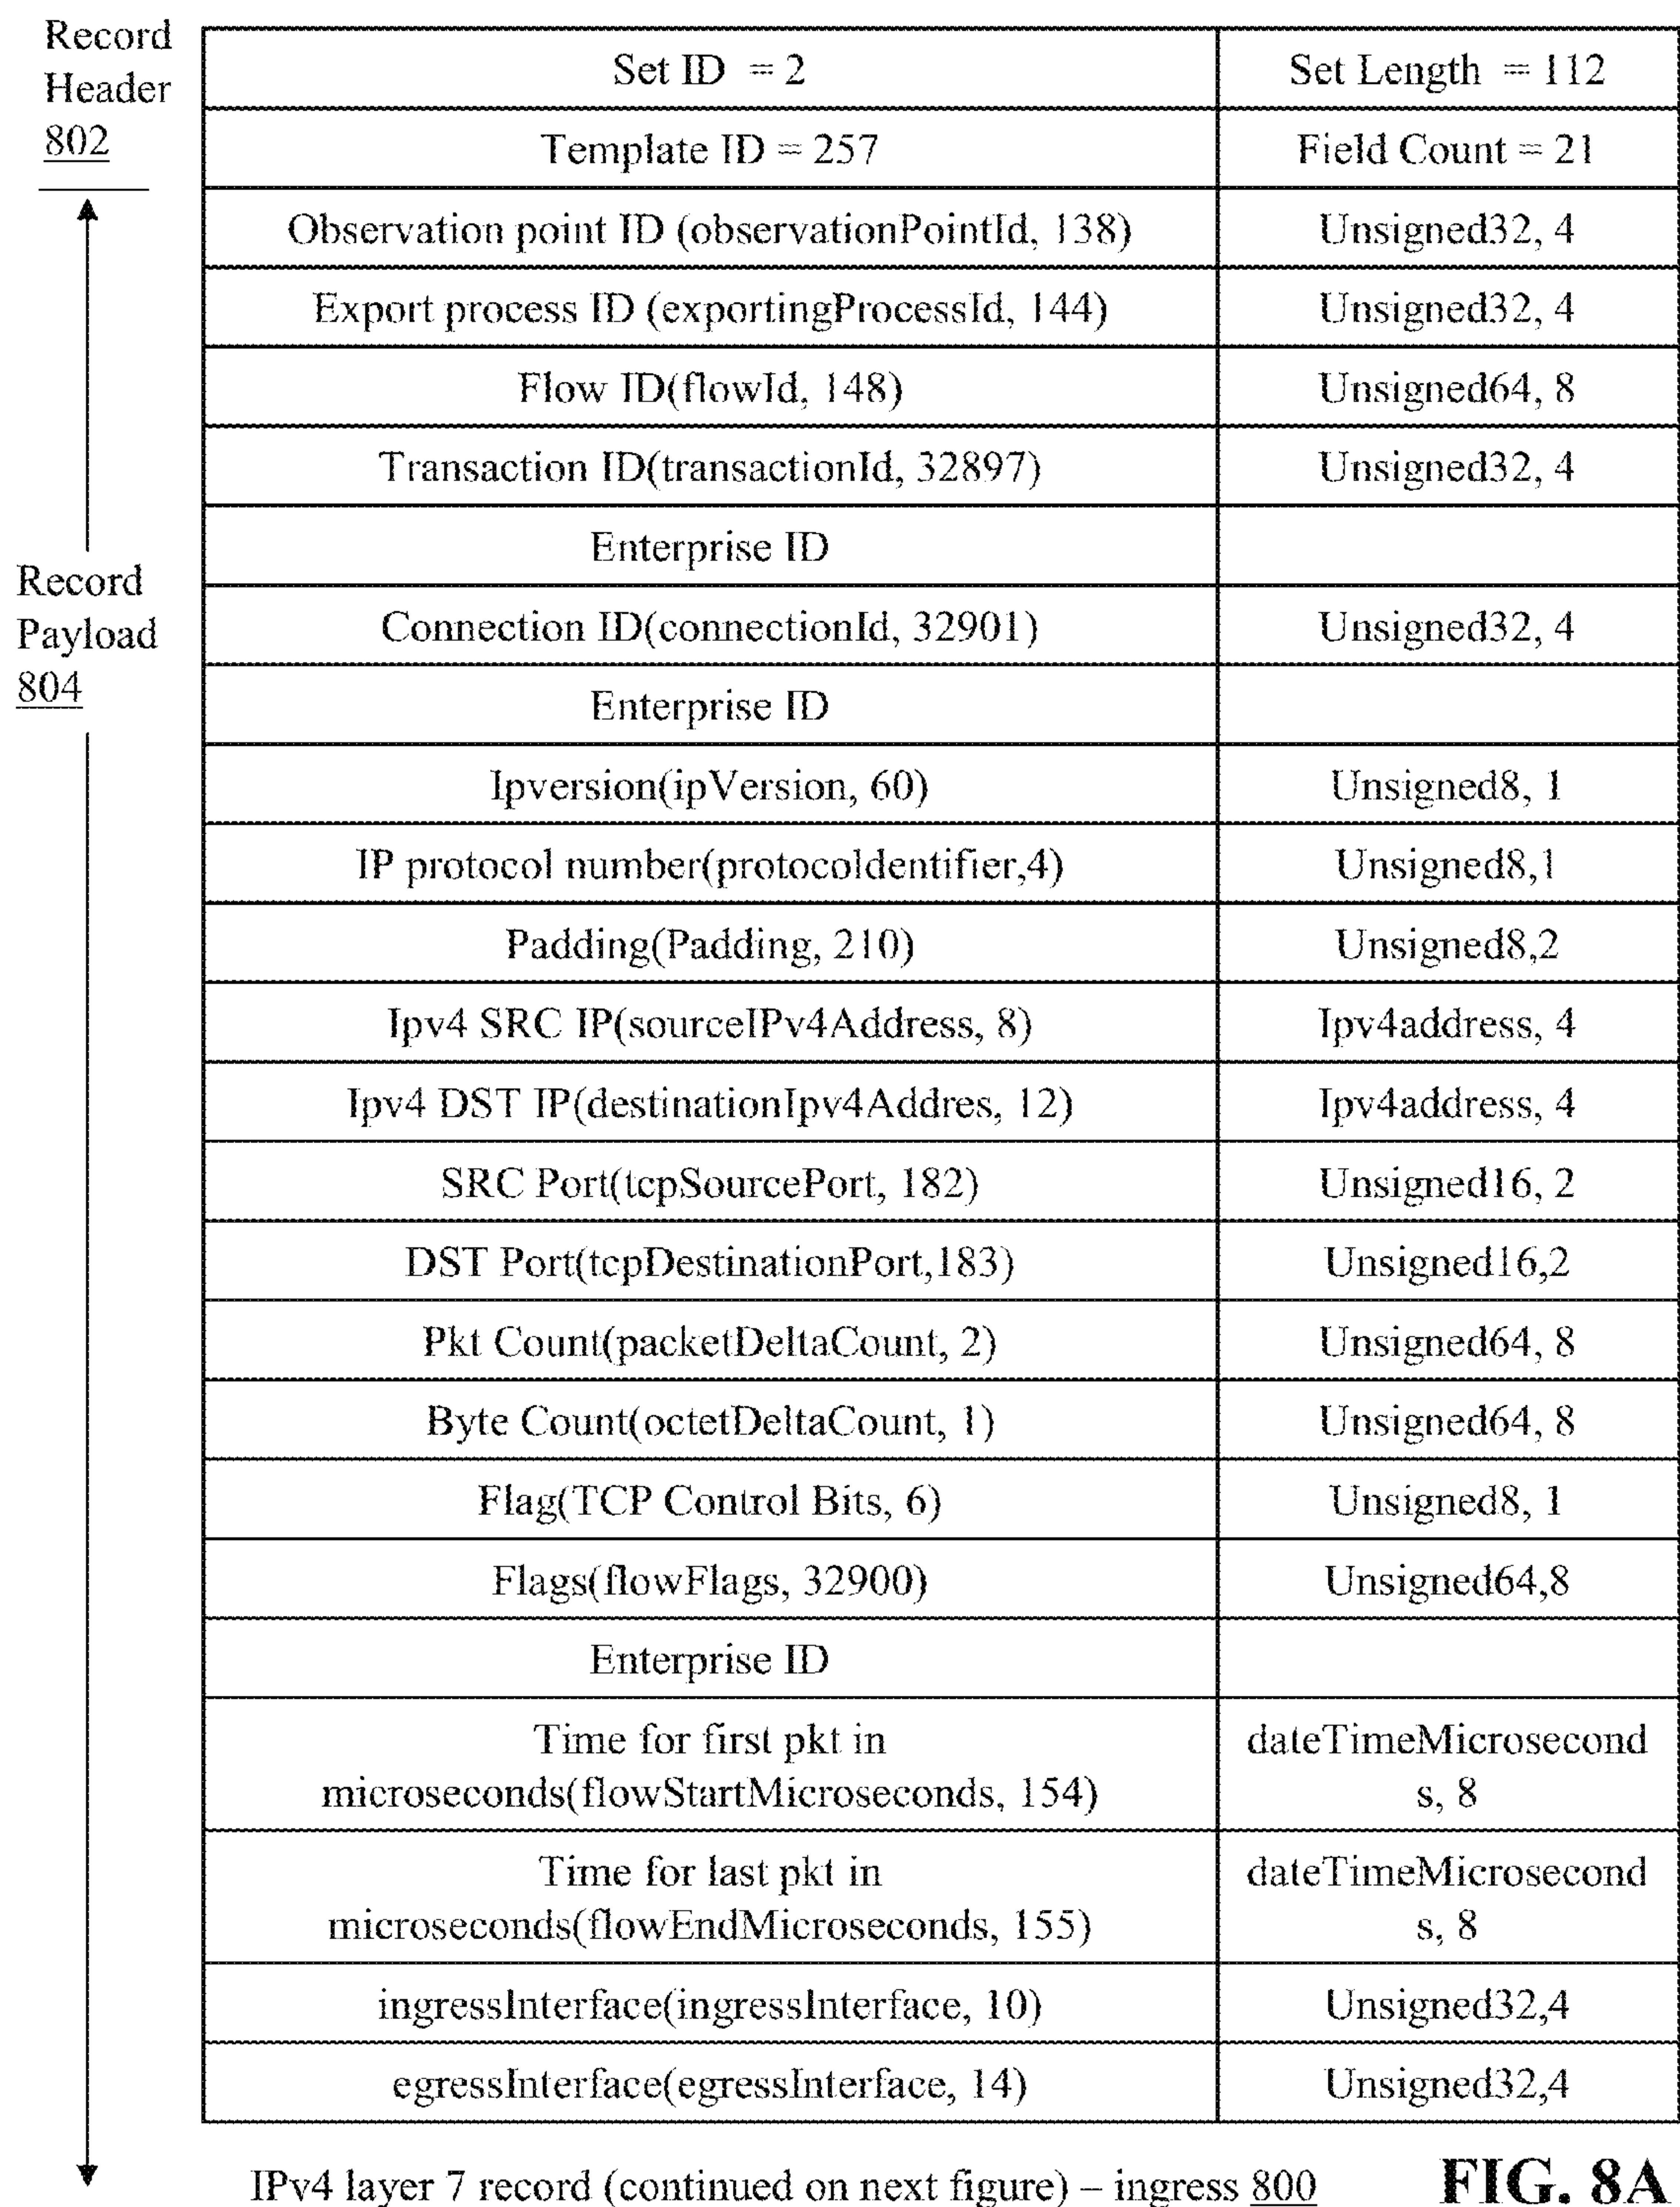 Record
Header
802
Set ID = 2 Set Length = 112
Template ID = 257 Field Count = 21
Observation point ID (observationPointId, 138) Unsigned32, 4
Export process ID (exportingProcessId, 144) Unsigned32, 4
Flow ID(flowId, 148) Unsigned64, 8
Transaction ID(transactionId, 32897) Unsigned32, 4
Enterprise ID
Record
Payload
804
Connection ID(connectionId, 32901) Unsigned32, 4
Enterprise ID
Ipversion(ipVersion, 60) Unsigned8, 1
IP protocol number(protocoldentifier,4) Unsigned8,1
Padding(Padding, 210) Unsigned8,2
Ipv4 SRC IP(sourceIPv4Address, 8) Ipv4address, 4
Ipv4 DST IP(destinationIpv4Addres, 12) Ipv4address, 4
SRC Port(tcpSourcePort, 182) Unsigned16, 2
DST Port(tcpDestinationPort,183) Unsigned16,2
Pkt Count(packetDeltaCount, 2) Unsigned64, 8
Byte Count(octetDeltaCount, 1) Unsigned64, 8
Flag(TCP Control Bits, 6) Unsigned8, 1
Flags(flowFlags, 32900) Unsigned64,8
Enterprise ID
Time for first pkt in dateTimeMicrosecond
microseconds(flowStartMicroseconds, 154) s, 8
Time for last pkt in dateTimeMicrosecond
microseconds(flowEndMicroseconds, 155) s, 8
ingressInterface(ingressInterface, 10) Unsigned32,4
egressInterface(egressInterface, 14) Unsigned32,4
IPv4 layer 7 record (continued on next figure) – ingress 800 FIG. 8A